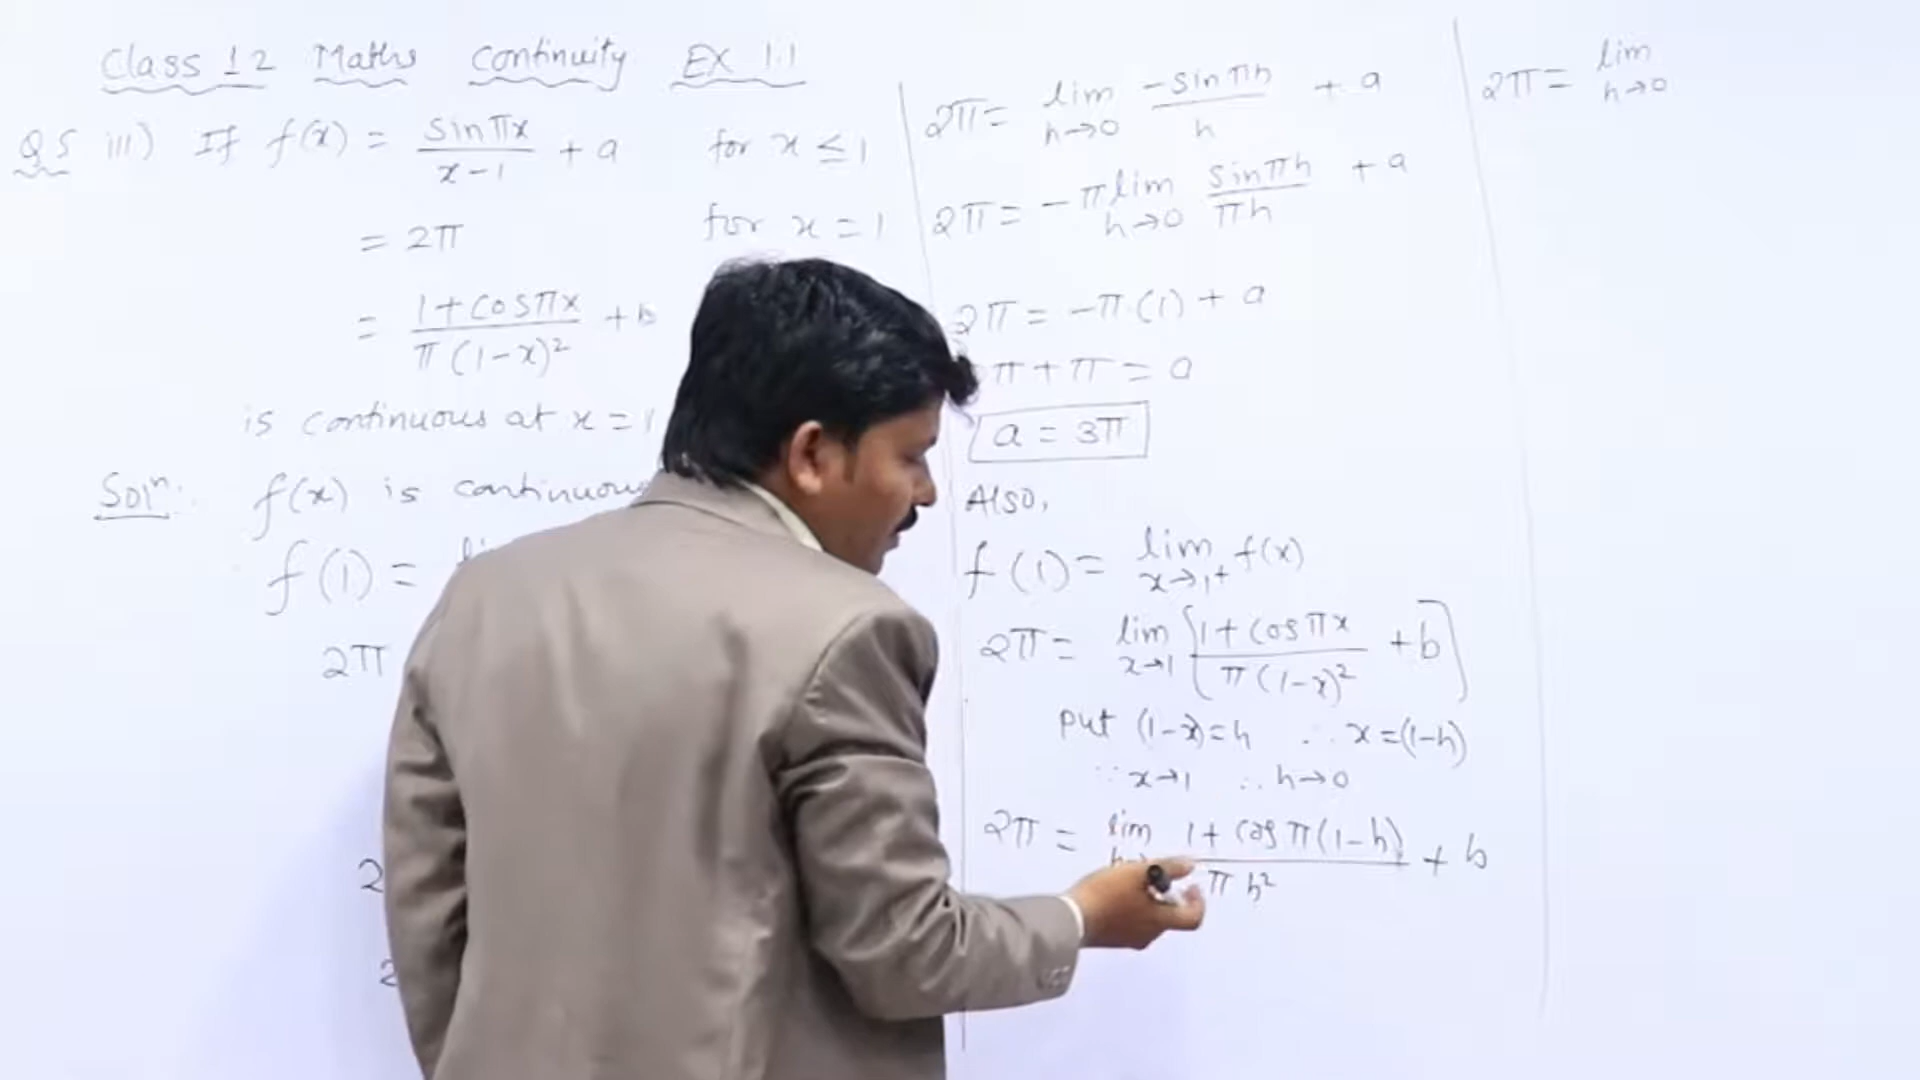 Class 12 Maths Continuity EX 1.1
Q5 iii) If f(x) = sinπx / x-1 + a for x ≤ 1
= 2π for x = 1
= 1+cosπx / π(1-x)² + b
is continuous at x = 1
Solⁿ: f(x) is continuous
f(1) =
2π
2
2
2π = lim h→0 -sinπh / h + a
2π = -π lim h→0 sinπh / πh + a
2π = -π(1) + a
π + π = a
a = 3π
Also,
f(1) = lim x→1⁺ f(x)
2π = lim x→1 [1+cosπx / π(1-x)² + b]
put (1-x)=h ∴ x=(1-h)
∵ x→1 ∴ h→0
2π = lim 1+ cosπ(1-h) / πh² + b
2π = lim h→0